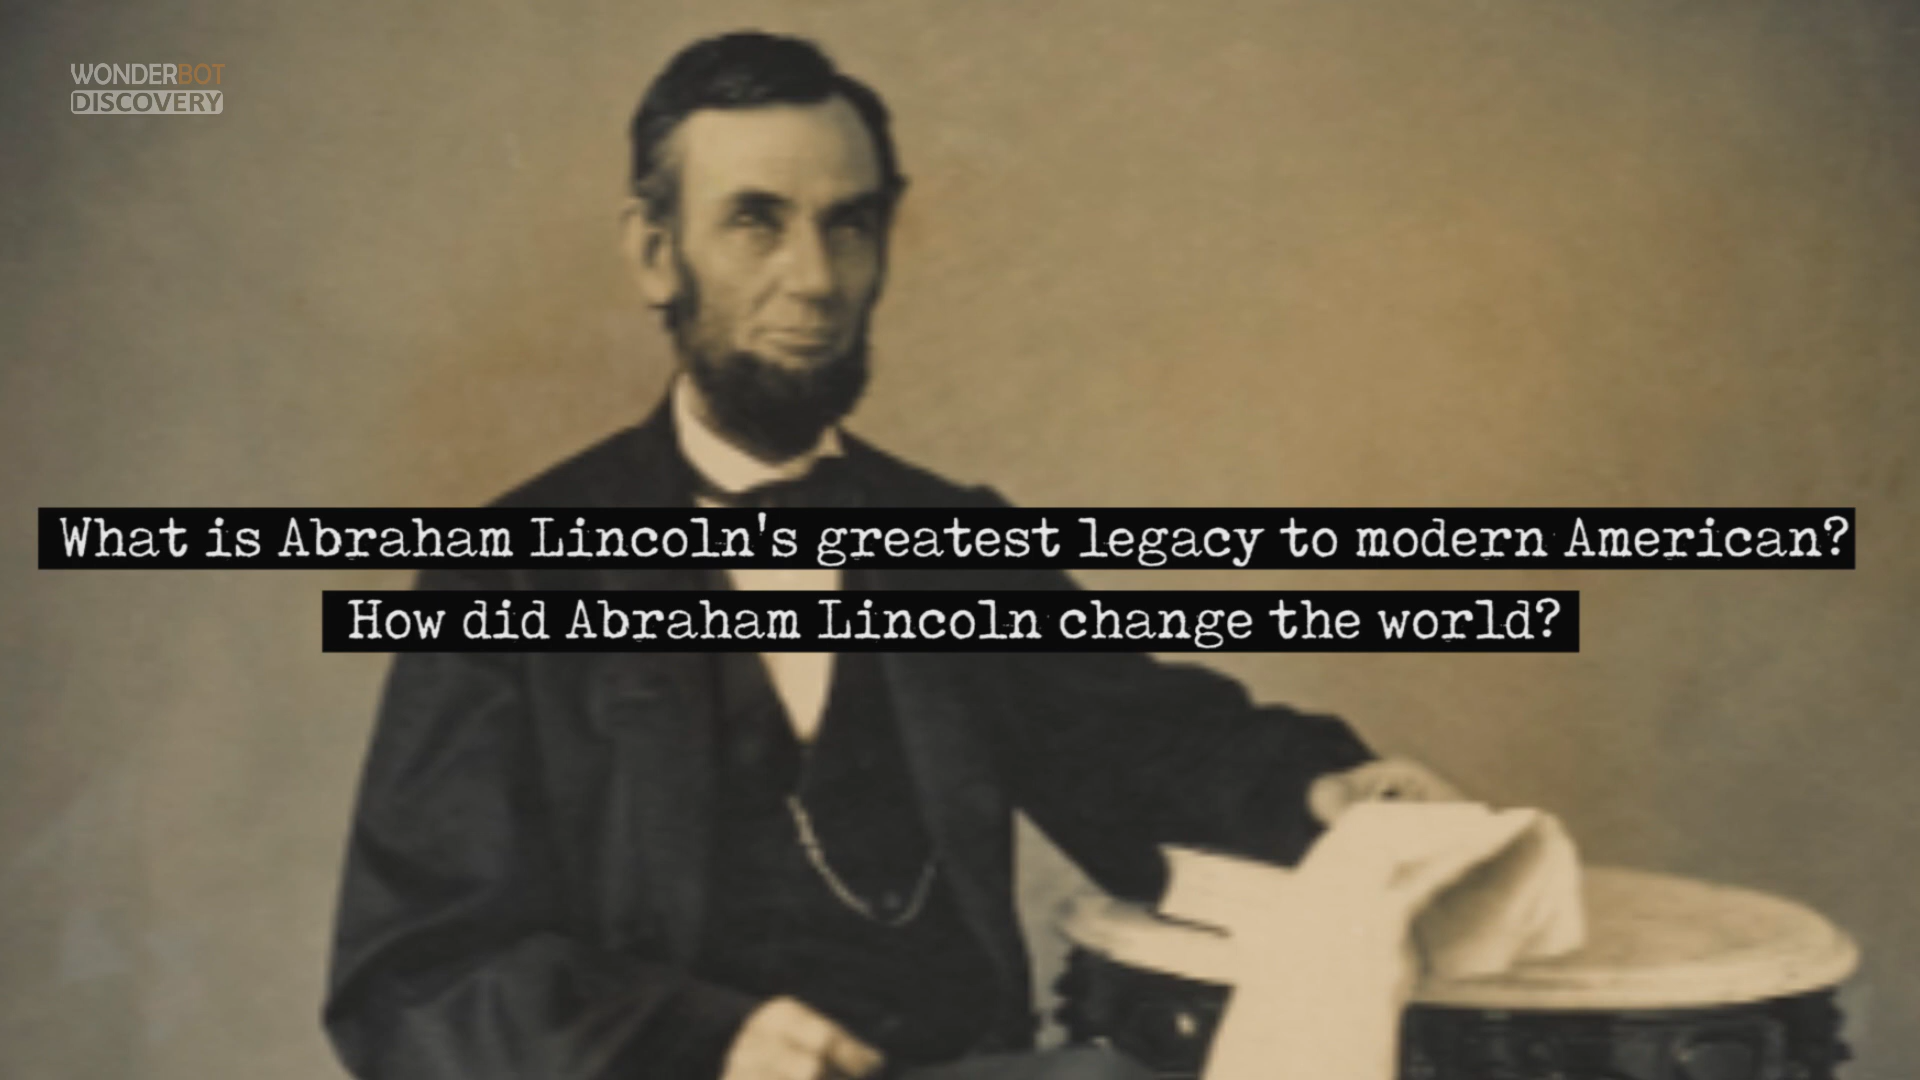 WONDERBOT
DISCOVERY
What is Abraham Lincoln's greatest legacy to modern American?
How did Abraham Lincoln change the world?